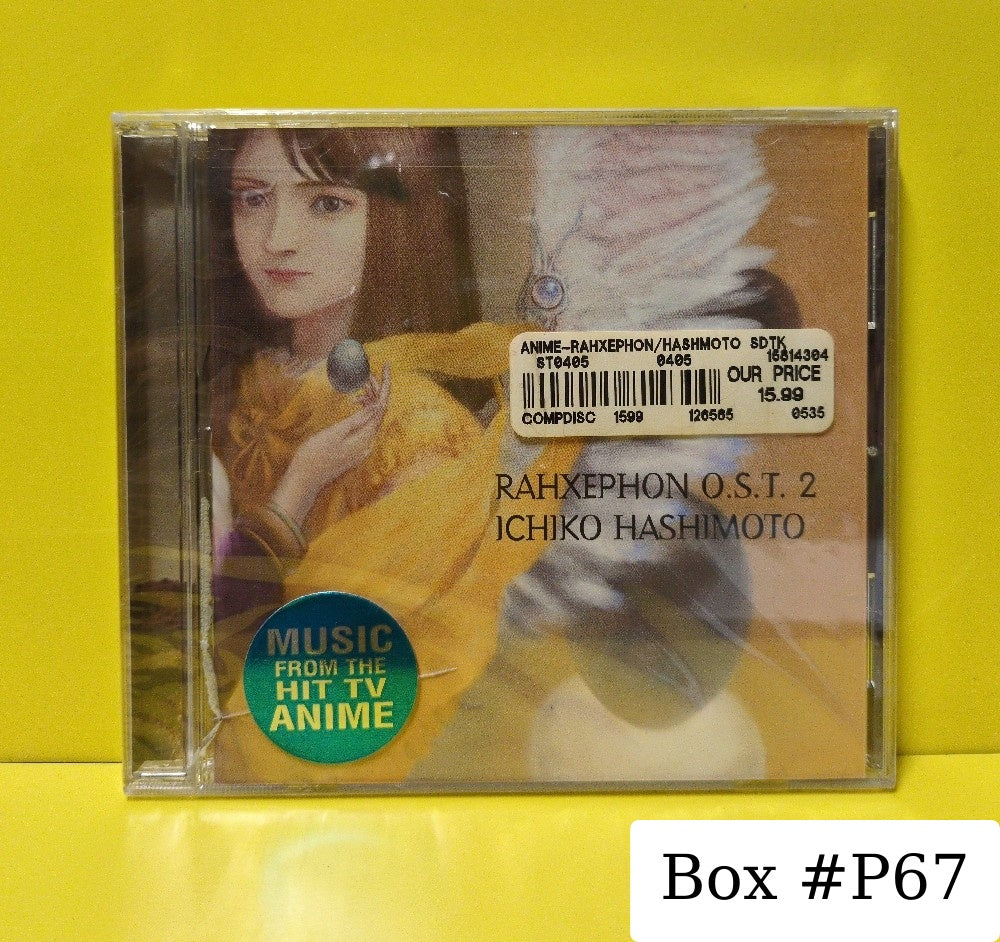 ANIME-RAHXEPHON/HASHMOTO SDTK
ST0405 0405 15814304
OUR PRICE
15.99
COMPDISC 1599 126565 0535
RAHXEPHON O.S.T. 2
ICHIKO HASHIMOTO
MUSIC
FROM THE
HIT TV
ANIME
Box #P67